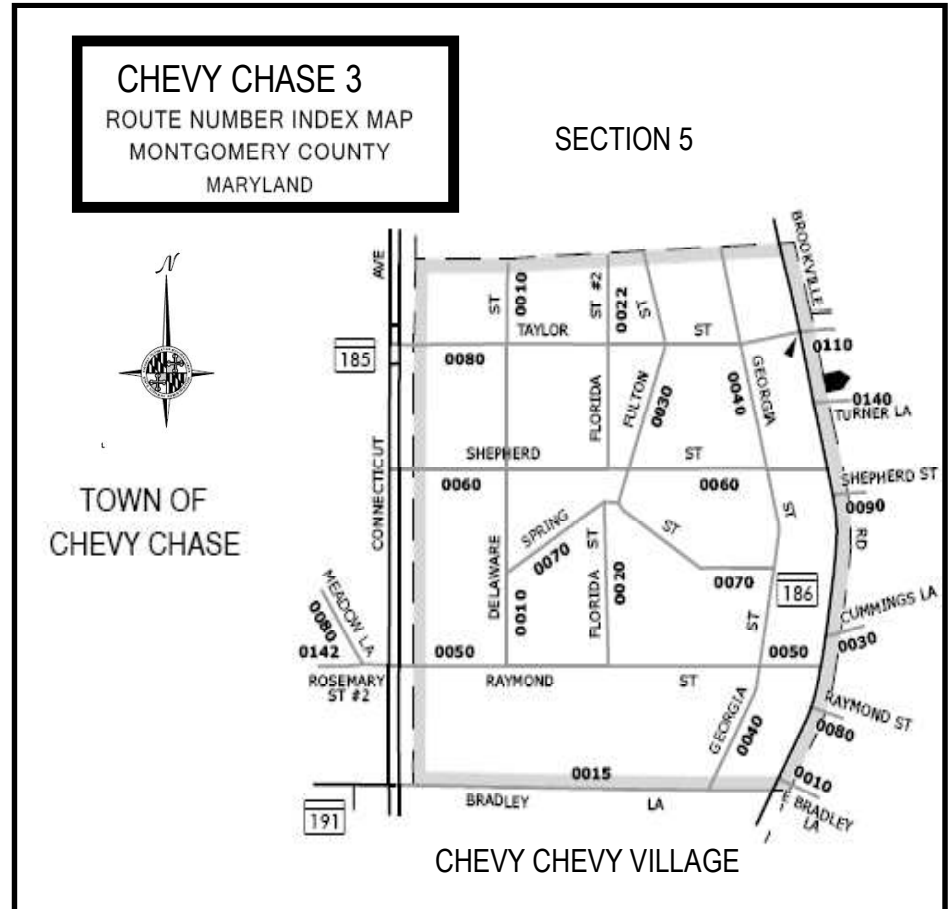 CHEVY CHASE 3
ROUTE NUMBER INDEX MAP
MONTGOMERY COUNTY
MARYLAND
SECTION 5
N
TOWN OF
CHEVY CHASE
CONNECTICUT AVE
185
191
186
BROOKVILLE RD
ST
0010
ST #2
0022
ST
TAYLOR ST
0080
0110
FLORIDA
FULTON
0030
0040
GEORGIA
0140
TURNER LA
SHEPHERD ST
0060
0060
SHEPHERD ST
0090
SPRING ST
0070
0070
DELAWARE
0010
FLORIDA ST
0020
ST
ST
CUMMINGS LA
0030
MEADOW LA
0080
0142
ROSEMARY
ST #2
0050
0050
RAYMOND ST
RAYMOND ST
0080
GEORGIA
0040
0015
BRADLEY LA
0010
E BRADLEY
LA
CHEVY CHEVY VILLAGE